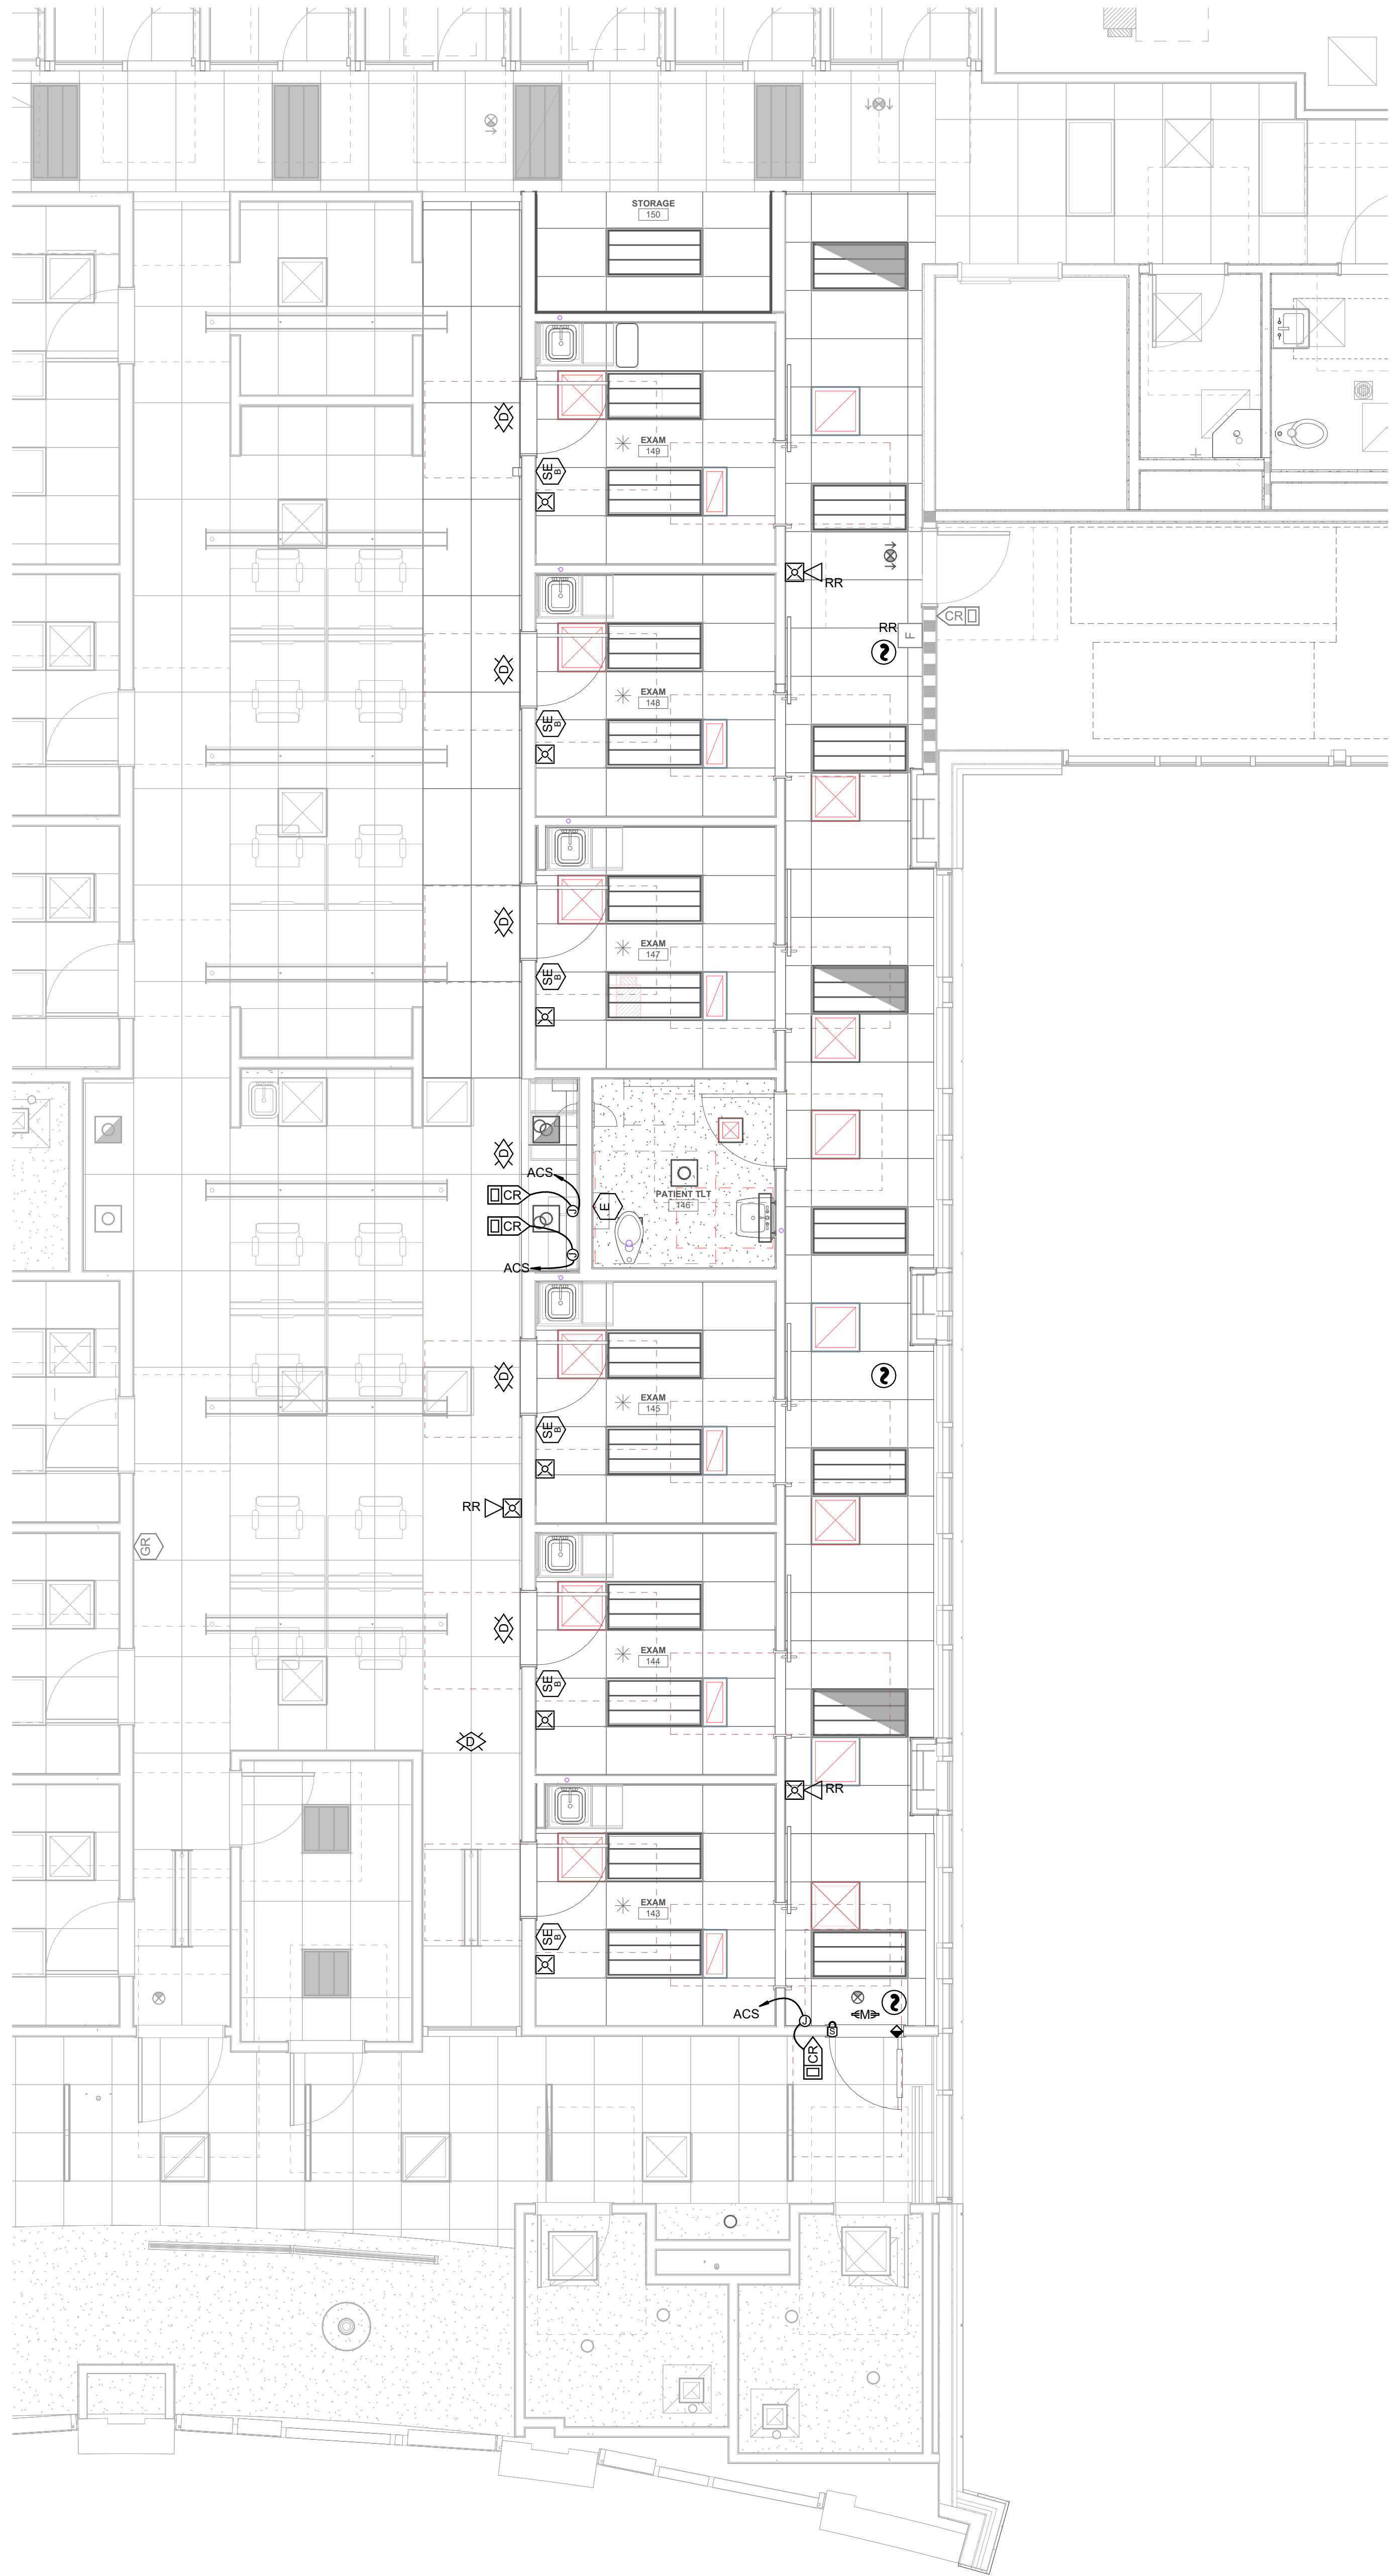 STORAGE
150
D
EXAM
149
SE
B
RR
CR
RR
F
D
EXAM
148
SE
B
D
EXAM
147
SE
B
D
ACS
CR
J
E
PATIENT TLT
146
CR
J
ACS
D
EXAM
145
SE
B
RR
GR
D
EXAM
144
SE
B
D
RR
EXAM
143
SE
B
ACS
M
J
S
CR